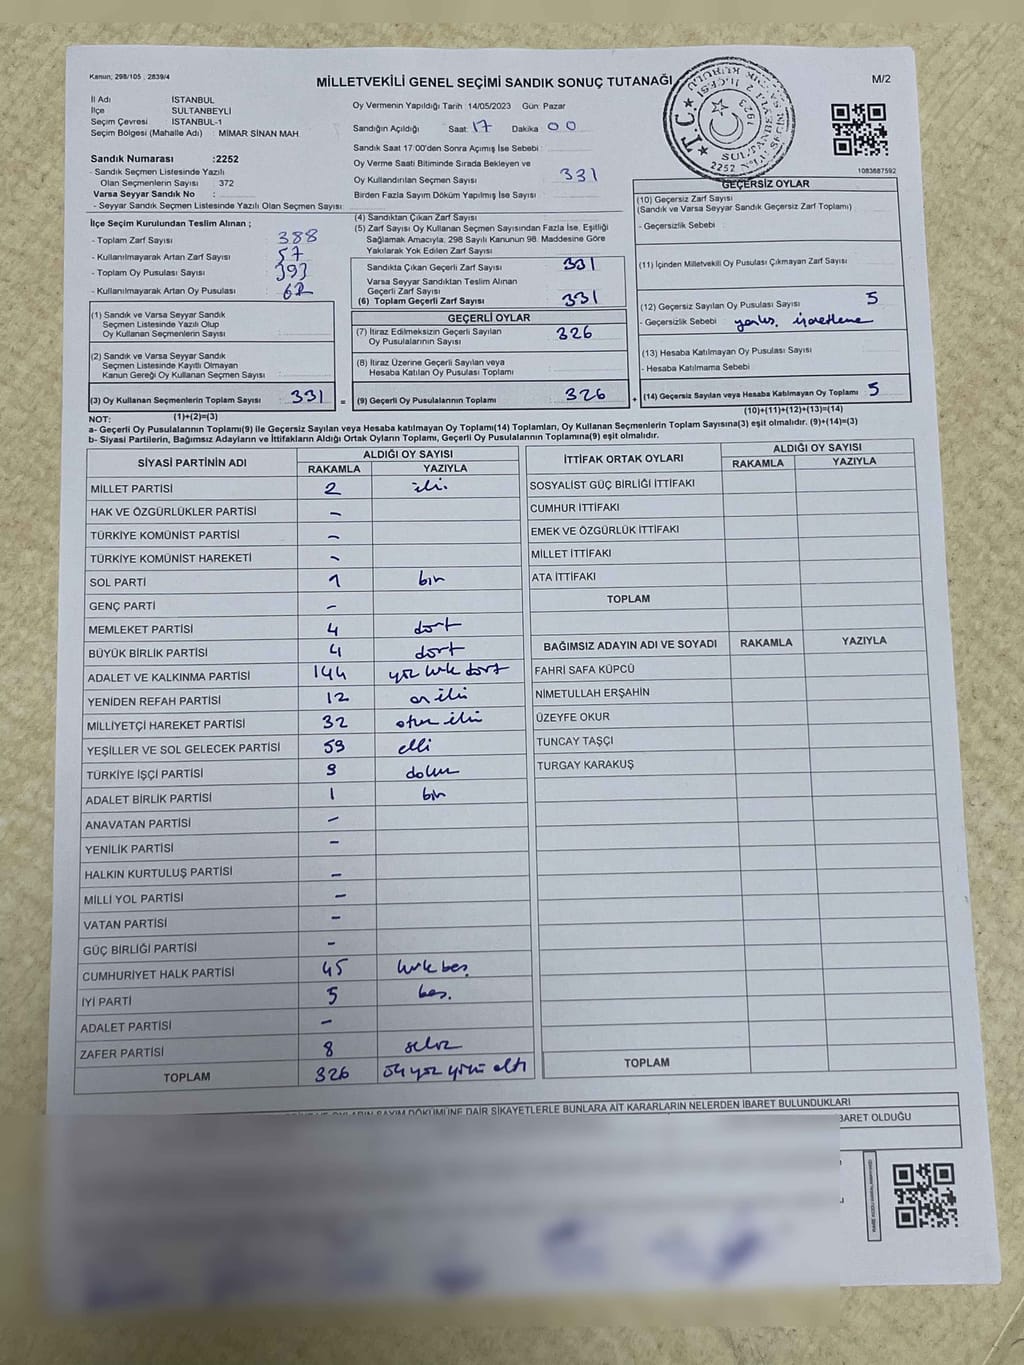 Kanun; 298/105 ; 2839/4
MİLLETVEKİLİ GENEL SEÇİMİ SANDIK SONUÇ TUTANAĞI
M/2
İl Adı İSTANBUL
İlçe SULTANBEYLİ
Seçim Çevresi İSTANBUL-1
Seçim Bölgesi (Mahalle Adı) : MİMAR SİNAN MAH.
Oy Vermenin Yapıldığı Tarih : 14/05/2023 Gün: Pazar
Sandığın Açıldığı Saat: 17 Dakika 00
Sandık Saat 17:00'den Sonra Açımış İse Sebebi :
Oy Verme Saati Bitiminde Sırada Bekleyen ve
Oy Kullandırılan Seçmen Sayısı 331
Birden Fazla Sayım Döküm Yapılmış İse Sayısı :
T.C.
1923
SULTANBEYLİ
1083687592
Sandık Numarası :2252
- Sandık Seçmen Listesinde Yazılı
Olan Seçmenlerin Sayısı : 372
Varsa Seyyar Sandık No :
- Seyyar Sandık Seçmen Listesinde Yazılı Olan Seçmen Sayısı:
İlçe Seçim Kurulundan Teslim Alınan ;
- Toplam Zarf Sayısı : 388
- Kullanılmayarak Artan Zarf Sayısı : 57
- Toplam Oy Pusulası Sayısı : 393
- Kullanılmayarak Artan Oy Pusulası : 62
(1) Sandık ve Varsa Seyyar Sandık
Seçmen Listesinde Yazılı Olup
Oy Kullanan Seçmenlerin Sayısı :
(2) Sandık ve Varsa Seyyar Sandık
Seçmen Listesinde Kayıtlı Olmayan
Kanun Gereği Oy Kullanan Seçmen Sayısı :
(3) Oy Kullanan Seçmenlerin Toplam Sayısı : 331 =
(1)+(2)=(3)
(4) Sandıktan Çıkan Zarf Sayısı :
(5) Zarf Sayısı Oy Kullanan Seçmen Sayısından Fazla İse, Eşitliği
Sağlamak Amacıyla; 298 Sayılı Kanunun 98. Maddesine Göre
Yakılarak Yok Edilen Zarf Sayısı :
Sandıkta Çıkan Geçerli Zarf Sayısı : 331
Varsa Seyyar Sandıktan Teslim Alınan
Geçerli Zarf Sayısı :
(6) Toplam Geçerli Zarf Sayısı : 331
GEÇERLİ OYLAR
(7) İtiraz Edilmeksizin Geçerli Sayılan
Oy Pusulalarının Sayısı : 326
(8) İtiraz Üzerine Geçerli Sayılan veya
Hesaba Katılan Oy Pusulası Toplamı :
(9) Geçerli Oy Pusulalarının Toplamı : 326 +
GEÇERSİZ OYLAR
(10) Geçersiz Zarf Sayısı :
(Sandık ve Varsa Seyyar Sandık Geçersiz Zarf Toplamı)
- Geçersizlik Sebebi :
(11) İçinden Milletvekili Oy Pusulası Çıkmayan Zarf Sayısı :
(12) Geçersiz Sayılan Oy Pusulası Sayısı : 5
- Geçersizlik Sebebi : yanlış işaretleme
(13) Hesaba Katılmayan Oy Pusulası Sayısı :
- Hesaba Katılmama Sebebi :
(14) Geçersiz Sayılan veya Hesaba Katılmayan Oy Toplamı : 5
(10)+(11)+(12)+(13)=(14)
NOT:
a- Geçerli Oy Pusulalarının Toplamı(9) ile Geçersiz Sayılan veya Hesaba katılmayan Oy Toplamı(14) Toplamları, Oy Kullanan Seçmenlerin Toplam Sayısına(3) eşit olmalıdır. (9)+(14)=(3)
b- Siyasi Partilerin, Bağımsız Adayların ve İttifakların Aldığı Ortak Oyların Toplamı, Geçerli Oy Pusulalarının Toplamına(9) eşit olmalıdır.
SİYASİ PARTİNİN ADI ALDIĞI OY SAYISI
RAKAMLA YAZIYLA
MİLLET PARTİSİ 2 iki.
HAK VE ÖZGÜRLÜKLER PARTİSİ -
TÜRKİYE KOMÜNİST PARTİSİ -
TÜRKİYE KOMÜNİST HAREKETİ -
SOL PARTİ 1 bir
GENÇ PARTİ -
MEMLEKET PARTİSİ 4 dört
BÜYÜK BİRLİK PARTİSİ 4 dört
ADALET VE KALKINMA PARTİSİ 144 yüz kırk dört
YENİDEN REFAH PARTİSİ 12 on iki
MİLLİYETÇİ HAREKET PARTİSİ 32 otuz iki
YEŞİLLER VE SOL GELECEK PARTİSİ 59 elli
TÜRKİYE İŞÇİ PARTİSİ 9 dokuz
ADALET BİRLİK PARTİSİ 1 bir
ANAVATAN PARTİSİ -
YENİLİK PARTİSİ -
HALKIN KURTULUŞ PARTİSİ -
MİLLİ YOL PARTİSİ -
VATAN PARTİSİ -
GÜÇ BİRLİĞİ PARTİSİ -
CUMHURİYET HALK PARTİSİ 45 kırk beş
İYİ PARTİ 5 beş.
ADALET PARTİSİ -
ZAFER PARTİSİ 8 sekiz
TOPLAM 326 üç yüz yirmi altı
İTTİFAK ORTAK OYLARI ALDIĞI OY SAYISI
RAKAMLA YAZIYLA
SOSYALİST GÜÇ BİRLİĞİ İTTİFAKI
CUMHUR İTTİFAKI
EMEK VE ÖZGÜRLÜK İTTİFAKI
MİLLET İTTİFAKI
ATA İTTİFAKI
TOPLAM
BAĞIMSIZ ADAYIN ADI VE SOYADI RAKAMLA YAZIYLA
FAHRİ SAFA KÜPCÜ
NİMETULLAH ERŞAHİN
ÜZEYFE OKUR
TUNCAY TAŞÇI
TURGAY KARAKUŞ
TOPLAM
OYLARIN SAYIM DÖKÜMÜNE DAİR ŞİKAYETLERLE BUNLARA AİT KARARLARIN NELERDEN İBARET BULUNDUKLARI
İBARET OLDUĞU